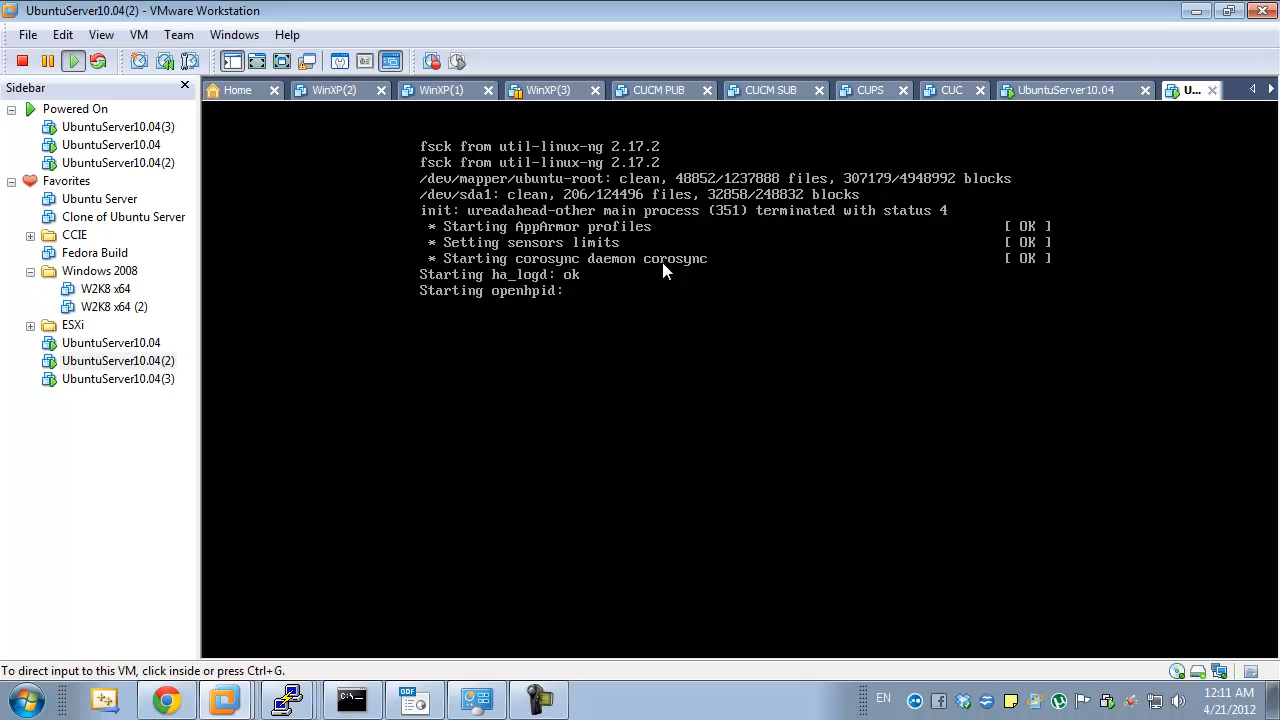 UbuntuServer10.04(2) - VMware Workstation
File Edit View VM Team Windows Help
Sidebar
Home WinXP(2) WinXP(1) WinXP(3) CUCM PUB CUCM SUB CUPS CUC UbuntuServer10.04 U...
Powered On
UbuntuServer10.04(3)
UbuntuServer10.04
UbuntuServer10.04(2)
Favorites
Ubuntu Server
Clone of Ubuntu Server
CCIE
Fedora Build
Windows 2008
W2K8 x64
W2K8 x64 (2)
ESXi
UbuntuServer10.04
UbuntuServer10.04(2)
UbuntuServer10.04(3)
fsck from util-linux-ng 2.17.2
fsck from util-linux-ng 2.17.2
/dev/mapper/ubuntu-root: clean, 48852/1237888 files, 307179/4948992 blocks
/dev/sda1: clean, 206/124496 files, 32858/248832 blocks
init: ureadahead-other main process (351) terminated with status 4
* Starting AppArmor profiles [ OK ]
* Setting sensors limits [ OK ]
* Starting corosync daemon corosync [ OK ]
Starting ha_logd: ok
Starting openhpid:
To direct input to this VM, click inside or press Ctrl+G.
C:\.
ODF
EN
12:11 AM
4/21/2012